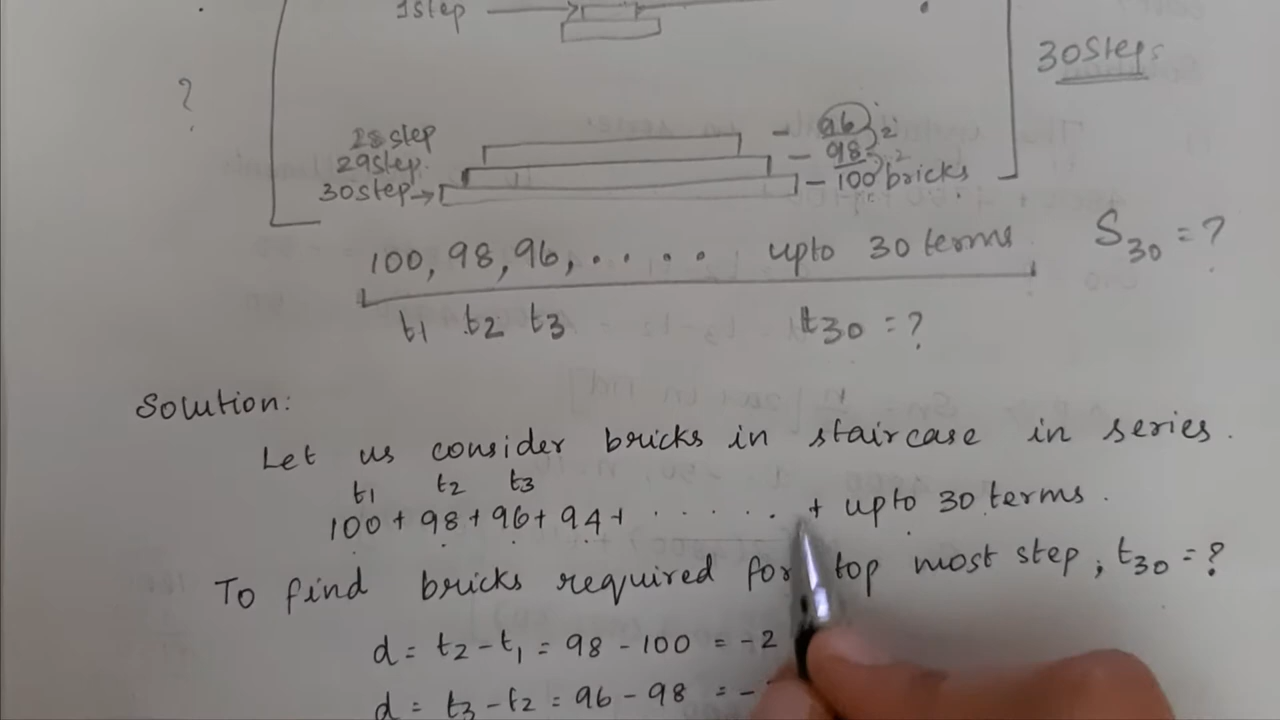 1step
30Steps
?
28 step - 96 2
29step. - 98 2
30step → - 100 bricks
100, 98, 96, . . . . . upto 30 terms S30 = ?
t1 t2 t3 t30 = ?
Solution:
Let us consider bricks in staircase in series.
t1 t2 t3
100 + 98 + 96 + 94 + . . . . . . + upto 30 terms.
To find bricks required for top most step, t30 = ?
d = t2 - t1 = 98 - 100 = -2
d = t3 - t2 = 96 - 98 = -